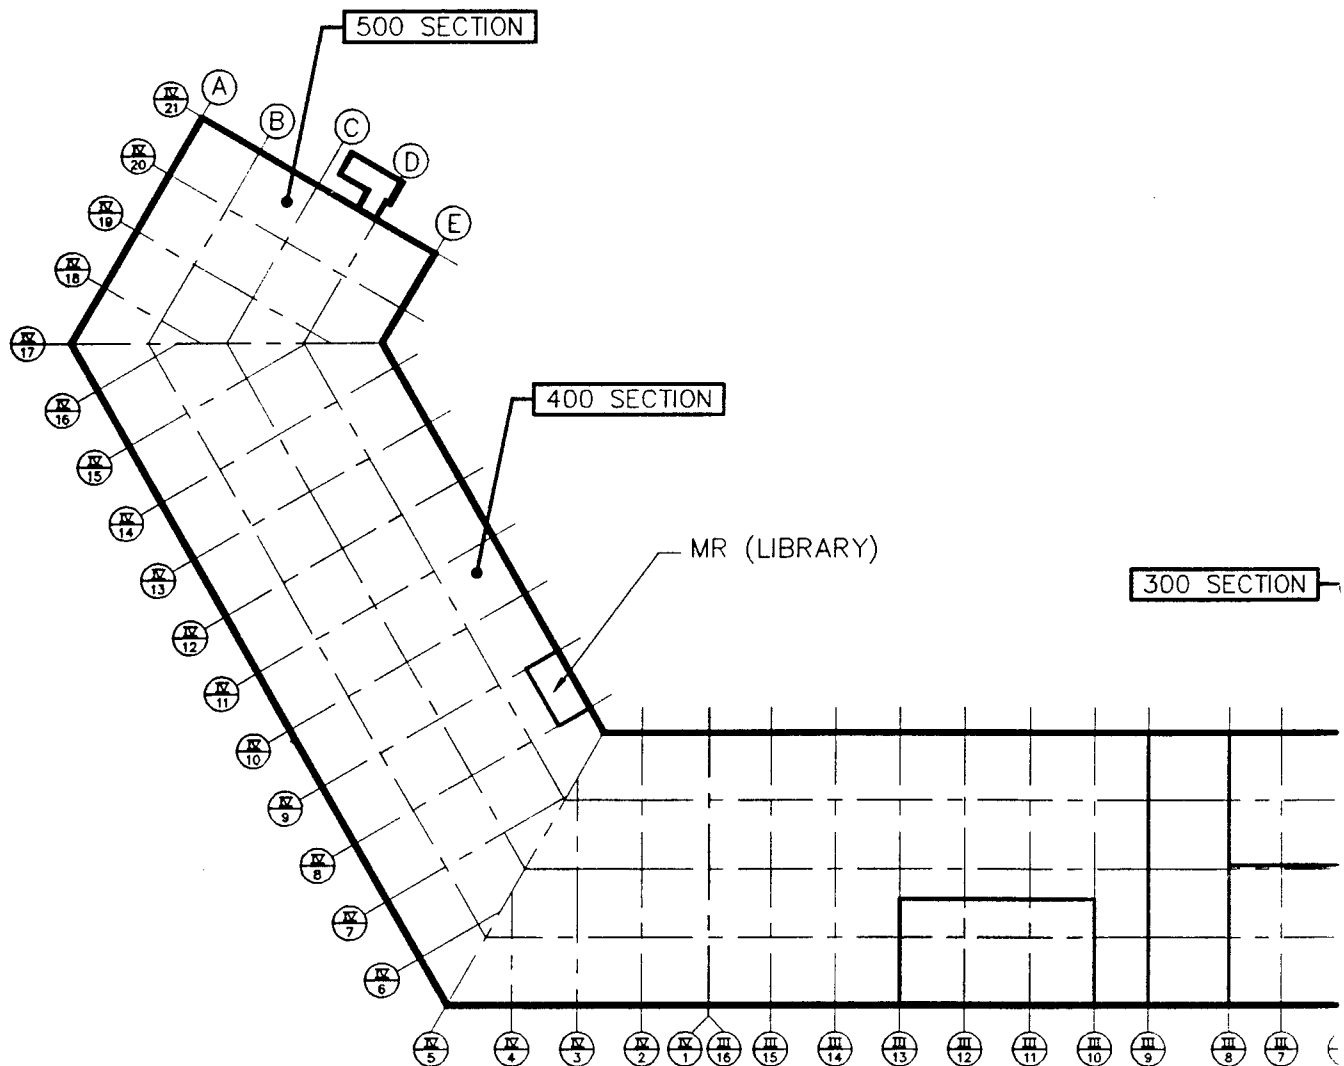 500 SECTION
A
IV
21
B
C
IV
20
D
IV
19
E
IV
18
IV
17
400 SECTION
IV
16
IV
15
IV
14
MR (LIBRARY)
IV
13
300 SECTION
IV
12
IV
11
IV
10
IV
9
IV
8
IV
7
IV
6
IV
5
IV
4
IV
3
IV
2
IV
1
III
16
III
15
III
14
III
13
III
12
III
11
III
10
III
9
III
8
III
7